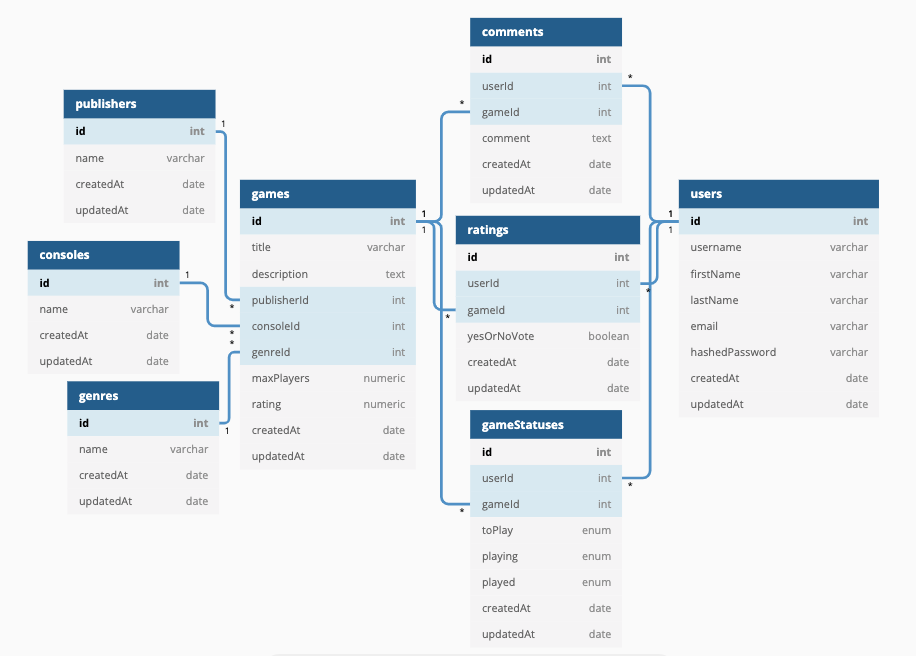 publishers
id int
name varchar
createdAt date
updatedAt date
1
consoles
id int
name varchar
createdAt date
updatedAt date
1
genres
id int
name varchar
createdAt date
updatedAt date
1
games
id int
title varchar
description text
publisherId int
consoleId int
genreId int
maxPlayers numeric
rating numeric
createdAt date
updatedAt date
*
*
*
1
1
comments
id int
userId int
gameId int
comment text
createdAt date
updatedAt date
*
*
ratings
id int
userId int
gameId int
yesOrNoVote boolean
createdAt date
updatedAt date
*
*
gameStatuses
id int
userId int
gameId int
toPlay enum
playing enum
played enum
createdAt date
updatedAt date
*
*
users
id int
username varchar
firstName varchar
lastName varchar
email varchar
hashedPassword varchar
createdAt date
updatedAt date
1
1